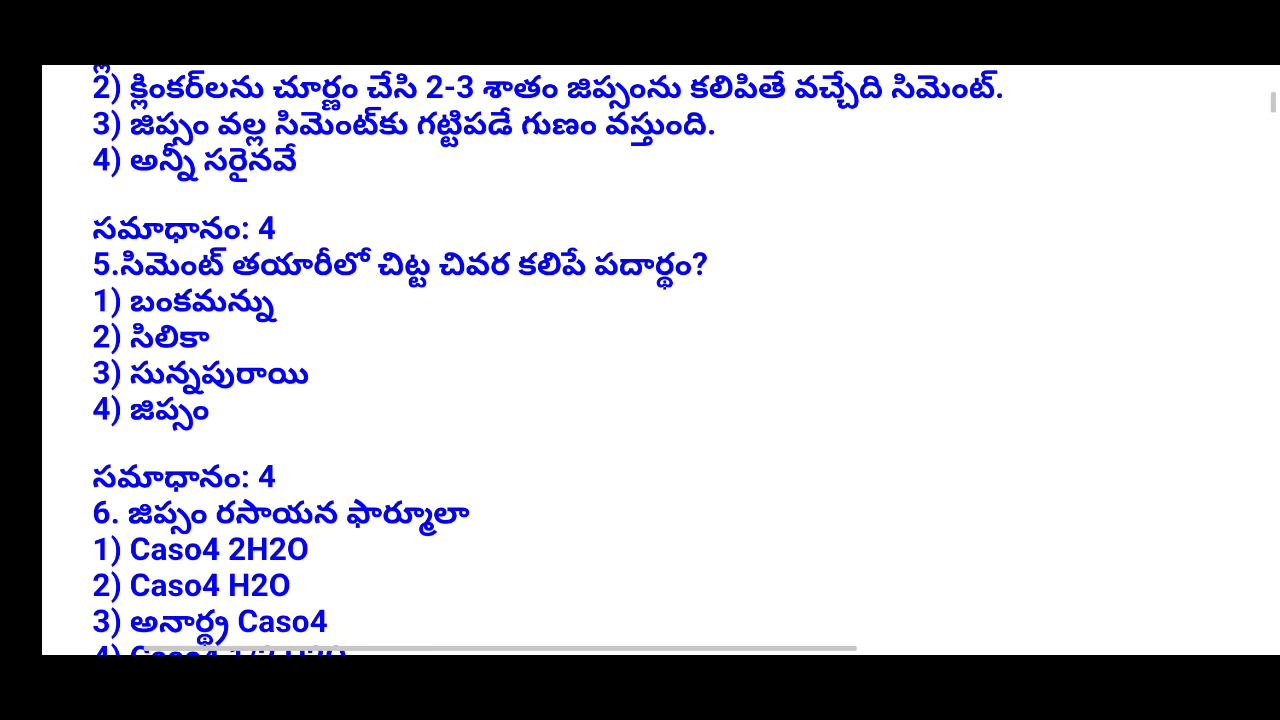 2) క్లింకర్‌లను చూర్ణం చేసి 2-3 శాతం జిప్సంను కలిపితే వచ్చేది సిమెంట్.
3) జిప్సం వల్ల సిమెంట్‌కు గట్టిపడే గుణం వస్తుంది.
4) అన్నీ సరైనవే
సమాధానం: 4
5.సిమెంట్ తయారీలో చిట్ట చివర కలిపే పదార్థం?
1) బంకమన్ను
2) సిలికా
3) సున్నపురాయి
4) జిప్సం
సమాధానం: 4
6. జిప్సం రసాయన ఫార్మూలా
1) Caso4 2H2O
2) Caso4 H2O
3) అనార్థ్ర Caso4